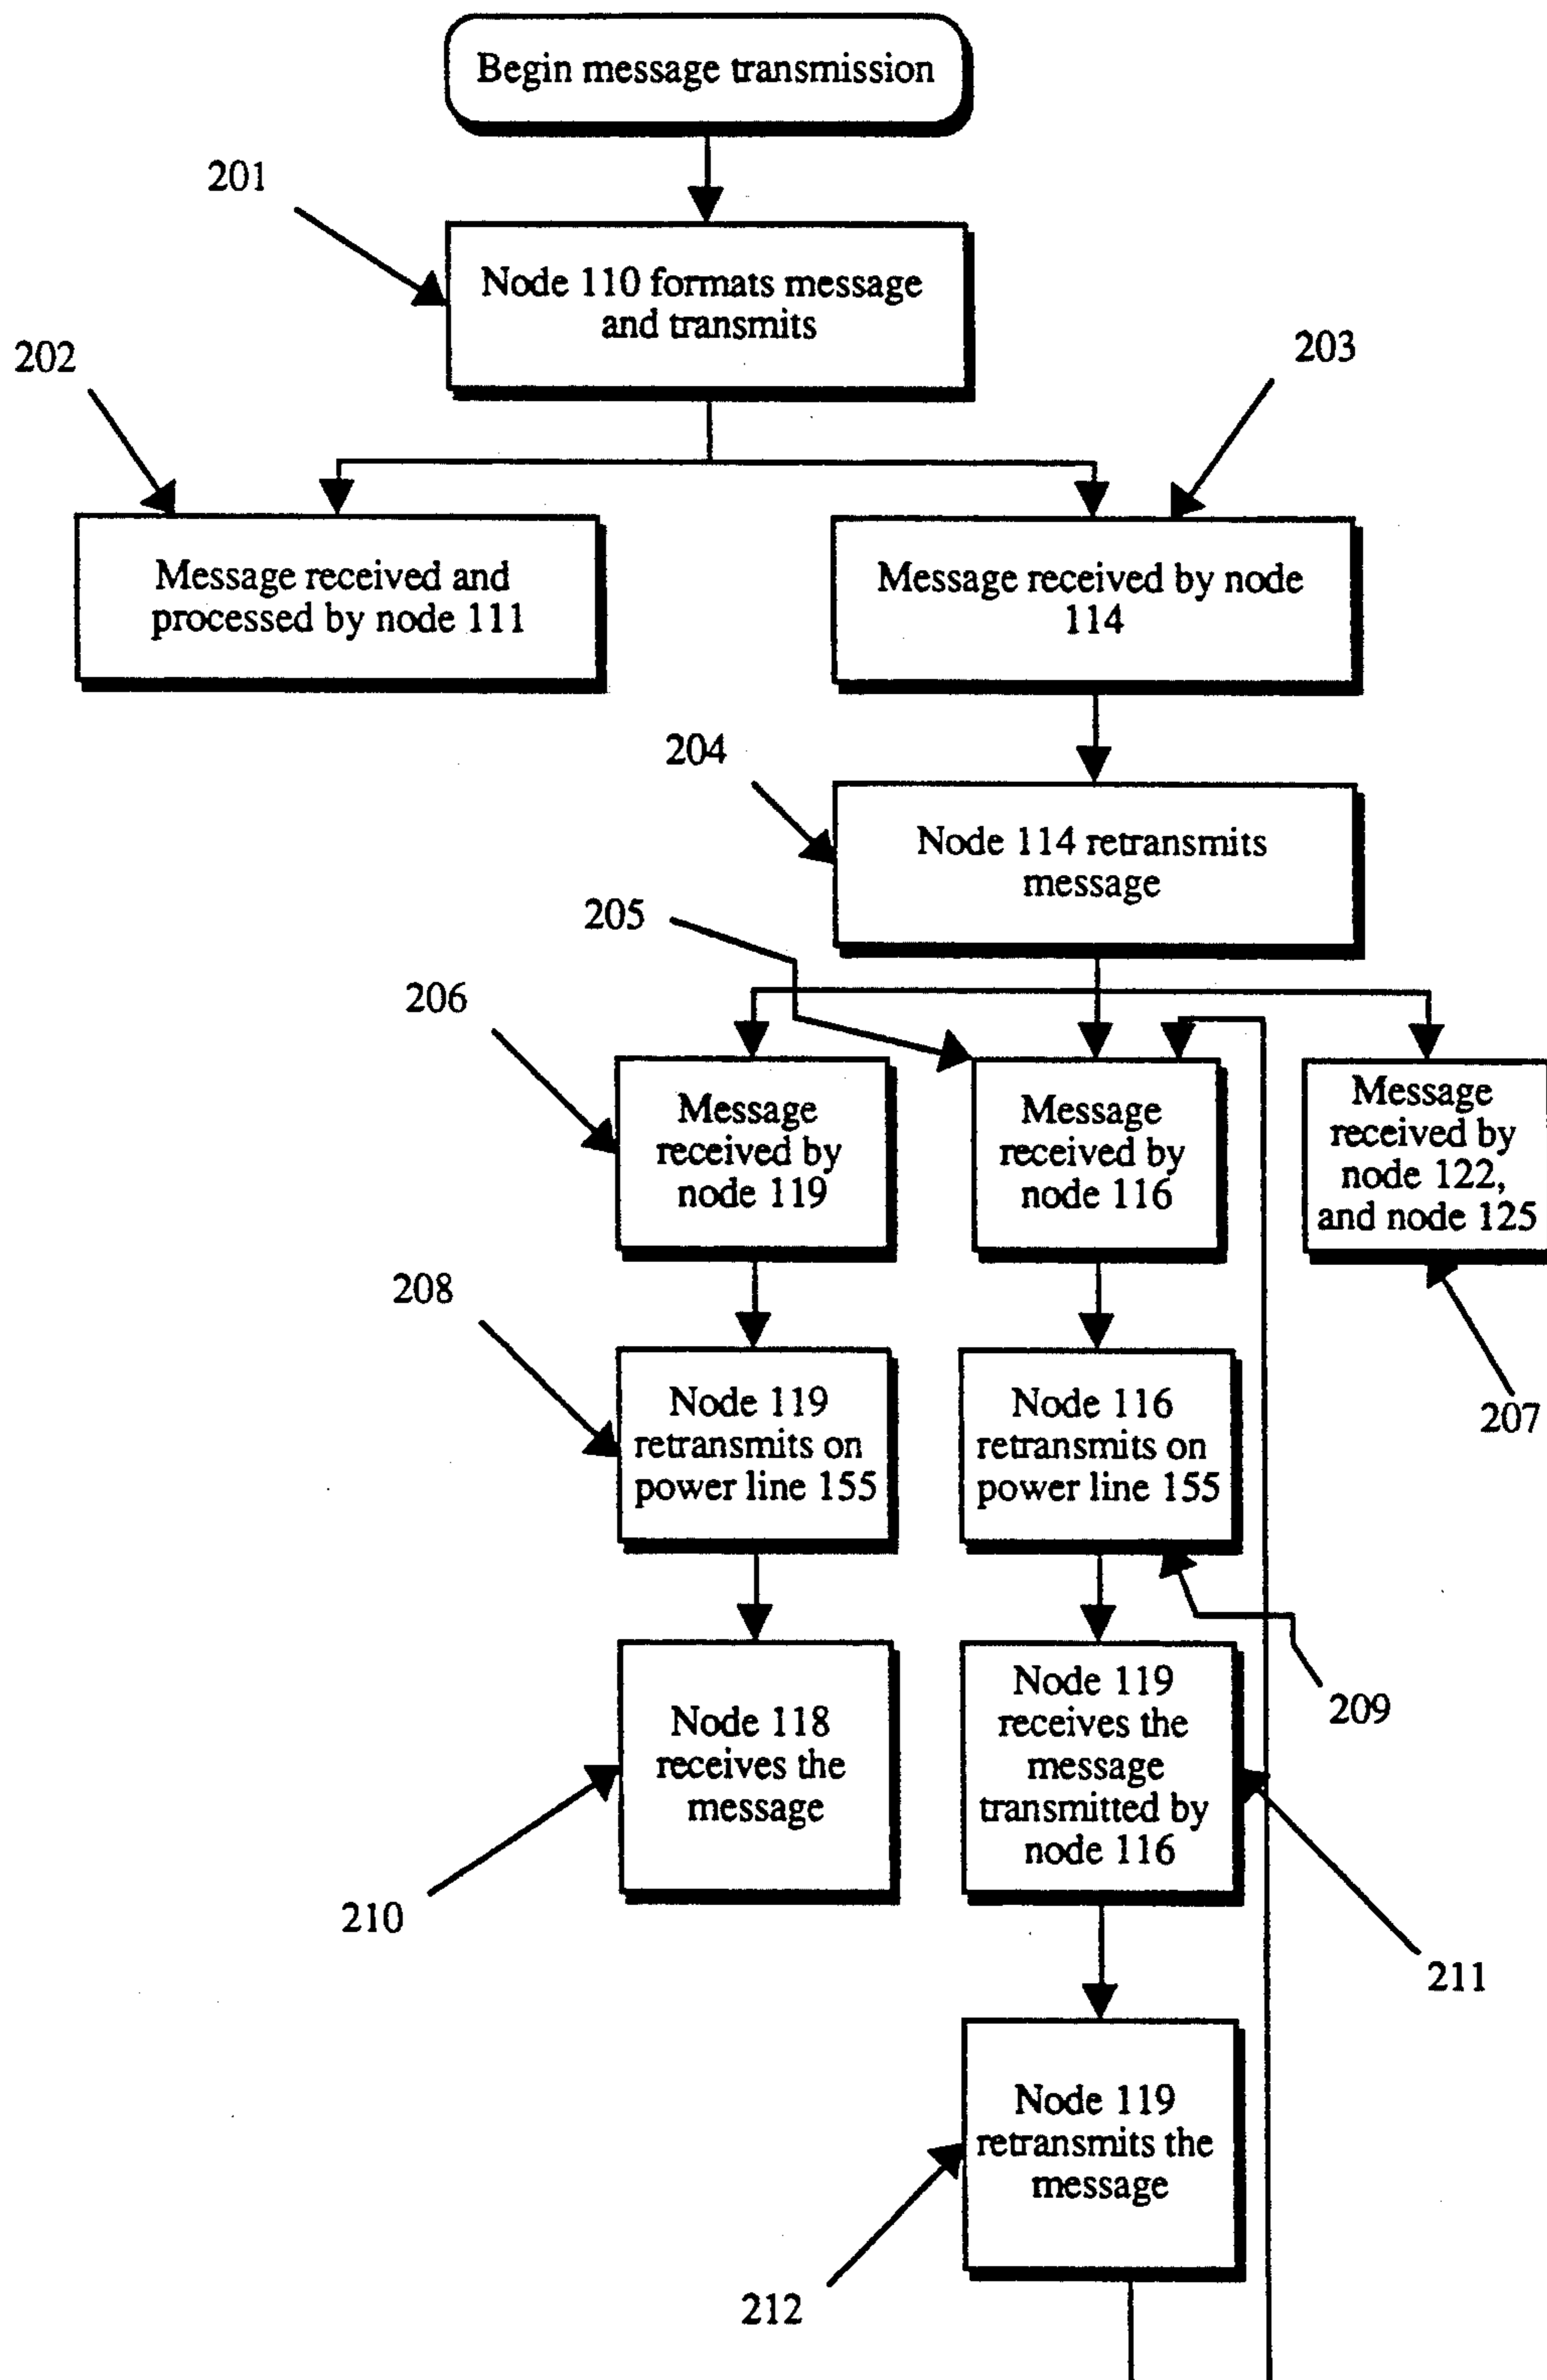 Begin message transmission
201
Node 110 formats message
and transmits
202
203
Message received and
processed by node 111
Message received by node
114
204
Node 114 retransmits
message
205
206
Message
received by
node 119
Message
received by
node 116
Message
received by
node 122,
and node 125
207
208
Node 119
retransmits on
power line 155
Node 116
retransmits on
power line 155
209
Node 118
receives the
message
210
Node 119
receives the
message
transmitted by
node 116
211
Node 119
retransmits the
message
212